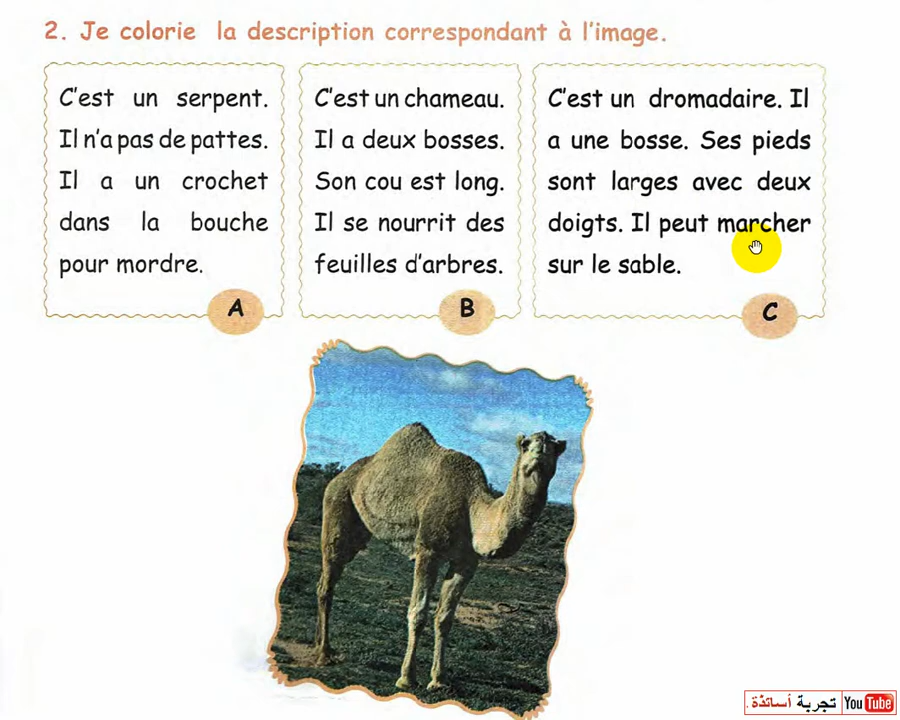 2. Je colorie la description correspondant à l'image.
C'est un serpent.
Il n'a pas de pattes.
Il a un crochet
dans la bouche
pour mordre.
A
C'est un chameau.
Il a deux bosses.
Son cou est long.
Il se nourrit des
feuilles d'arbres.
B
C'est un dromadaire. Il
a une bosse. Ses pieds
sont larges avec deux
doigts. Il peut marcher
sur le sable.
C
تجربة أساتذة. YouTube